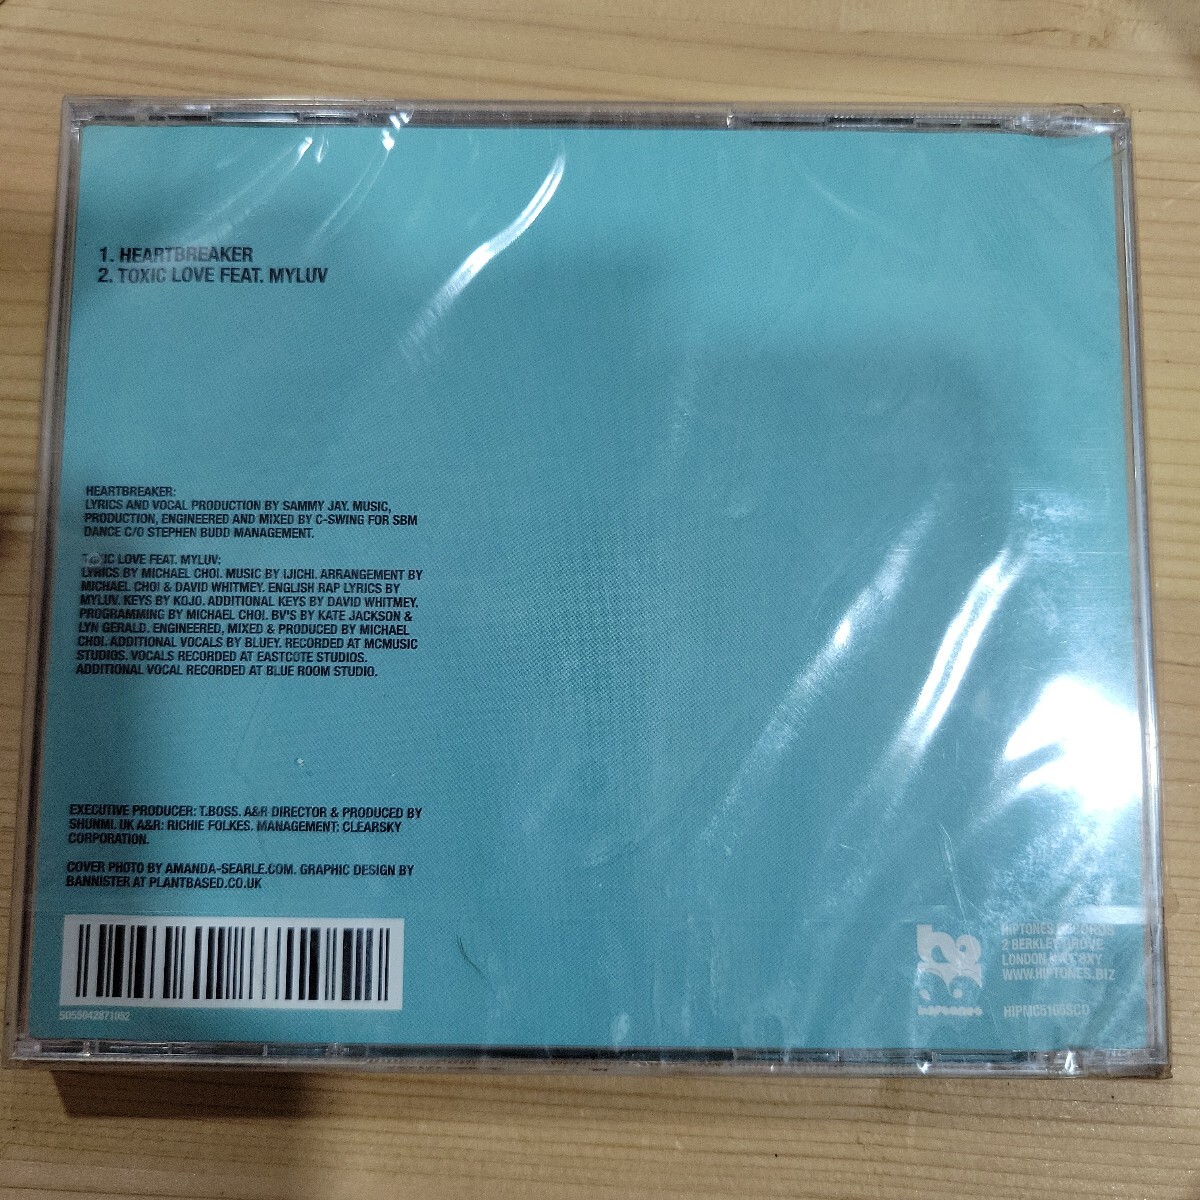 1. HEARTBREAKER
2. TOXIC LOVE FEAT. MYLUV
HEARTBREAKER:
LYRICS AND VOCAL PRODUCTION BY SAMMY JAY. MUSIC,
PRODUCTION, ENGINEERED AND MIXED BY C-SWING FOR SBM
DANCE C/O STEPHEN BUDD MANAGEMENT.
TOXIC LOVE FEAT. MYLUV:
LYRICS BY MICHAEL CHOI. MUSIC BY IJICHI. ARRANGEMENT BY
MICHAEL CHOI & DAVID WHITMEY. ENGLISH RAP LYRICS BY
MYLUV. KEYS BY KOJO. ADDITIONAL KEYS BY DAVID WHITMEY.
PROGRAMMING BY MICHAEL CHOI. BV'S BY KATE JACKSON &
LYN GERALD. ENGINEERED, MIXED & PRODUCED BY MICHAEL
CHOI. ADDITIONAL VOCALS BY BLUEY. RECORDED AT MCMUSIC
STUDIOS. VOCALS RECORDED AT EASTCOTE STUDIOS.
ADDITIONAL VOCAL RECORDED AT BLUE ROOM STUDIO.
EXECUTIVE PRODUCER: T.BOSS. A&R DIRECTOR & PRODUCED BY
SHUNMI. UK A&R: RICHIE FOLKES. MANAGEMENT: CLEARSKY
CORPORATION.
COVER PHOTO BY AMANDA-SEARLE.COM. GRAPHIC DESIGN BY
BANNISTER AT PLANTBASED.CO.UK
hiptones
HIPTONES RECORDS
2 BERKLEY GROVE
LONDON
WWW.HIPTONES.BIZ